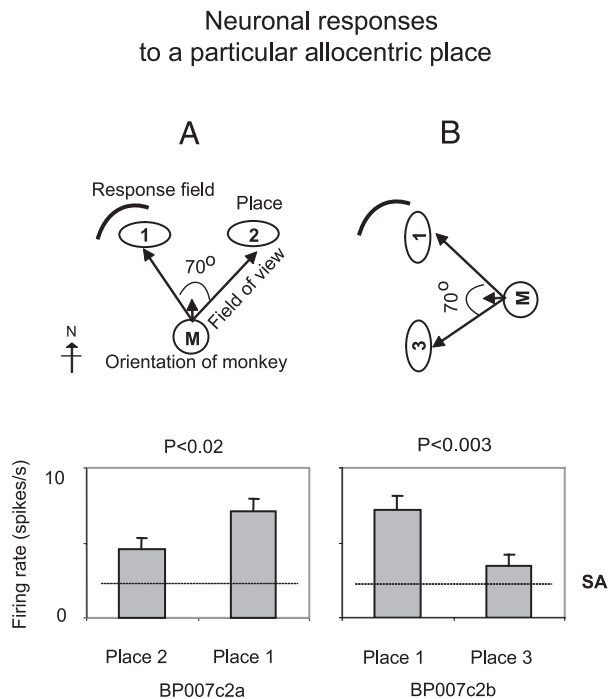 Neuronal responses
to a particular allocentric place
A
B
Response field
Place
1
2
70°
Field of view
M
N
Orientation of monkey
1
70°
M
3
P<0.02
P<0.003
Firing rate (spikes/s)
10
0
SA
Place 2
Place 1
Place 1
Place 3
BP007c2a
BP007c2b